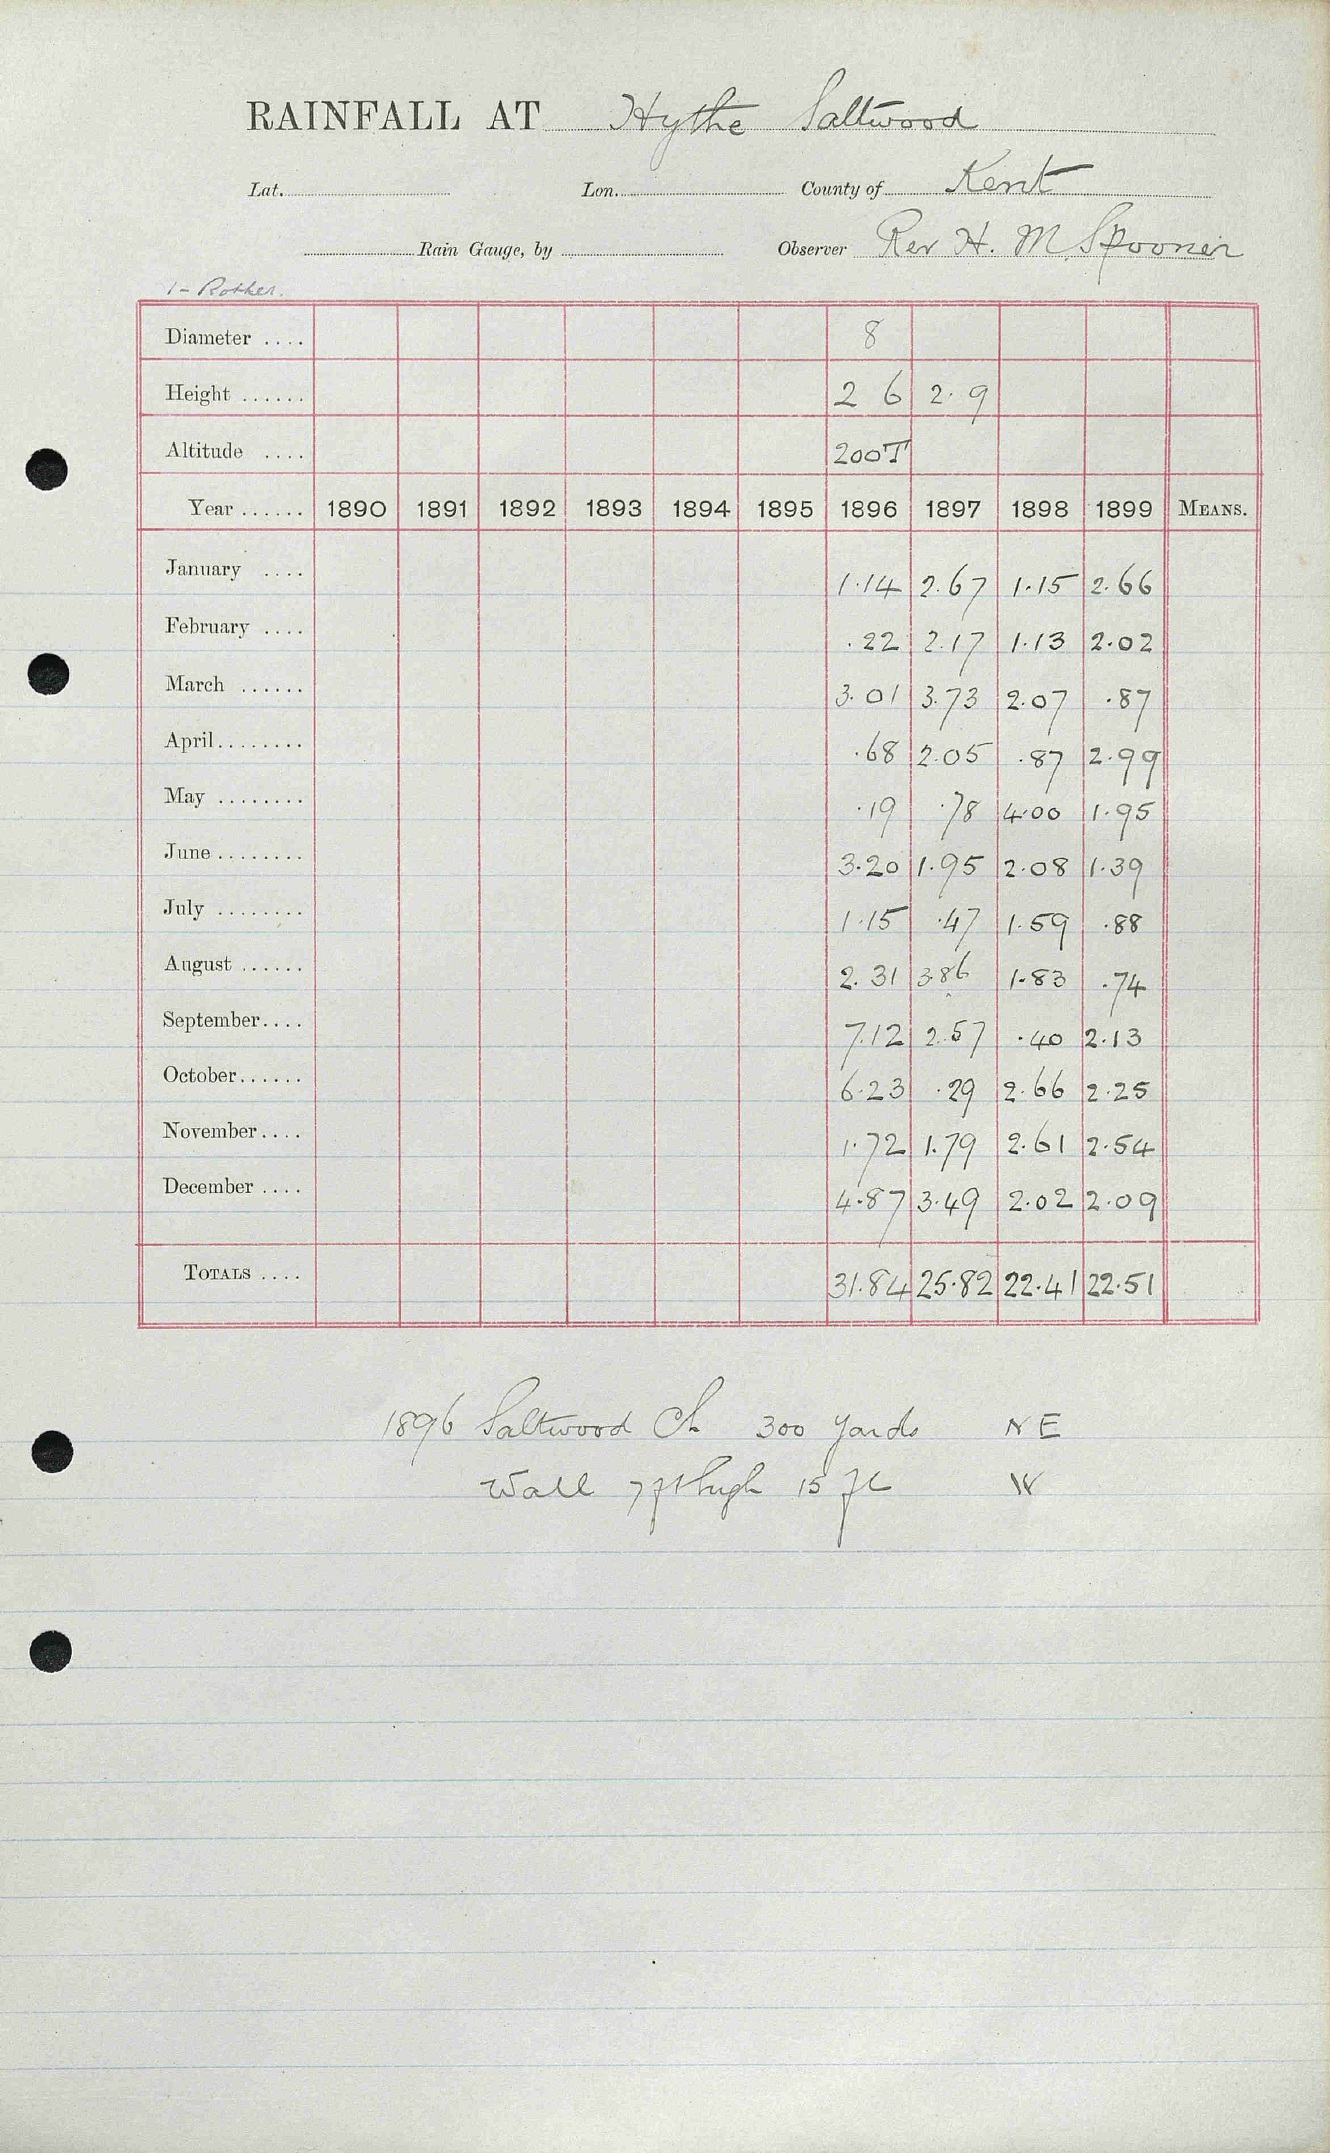 RAINFALL AT Hythe Saltwood
Lat. Lon. County of Kent
Rain Gauge, by Observer Rev H. M. Spooner
1 - Rother.
Diameter .... 8
Height ...... 2 6 2.9
Altitude .... 200T
Year ...... 1890 1891 1892 1893 1894 1895 1896 1897 1898 1899 MEANS.
January .... 1.14 2.67 1.15 2.66
February .... .22 2.17 1.13 2.02
March ...... 3.01 3.73 2.07 .87
April ........ .68 2.05 .87 2.99
May ........ .19 .78 4.00 1.95
June ........ 3.20 1.95 2.08 1.39
July ........ 1.15 .47 1.59 .88
August ...... 2.31 3.86 1.83 .74
September .... 7.12 2.57 .40 2.13
October ...... 6.23 .29 2.66 2.25
November .... 1.72 1.79 2.61 2.54
December .... 4.87 3.49 2.02 2.09
TOTALS .... 31.84 25.82 22.41 22.51
1896 Saltwood Ch 300 yards NE
Wall 7 ft high 15 ft W